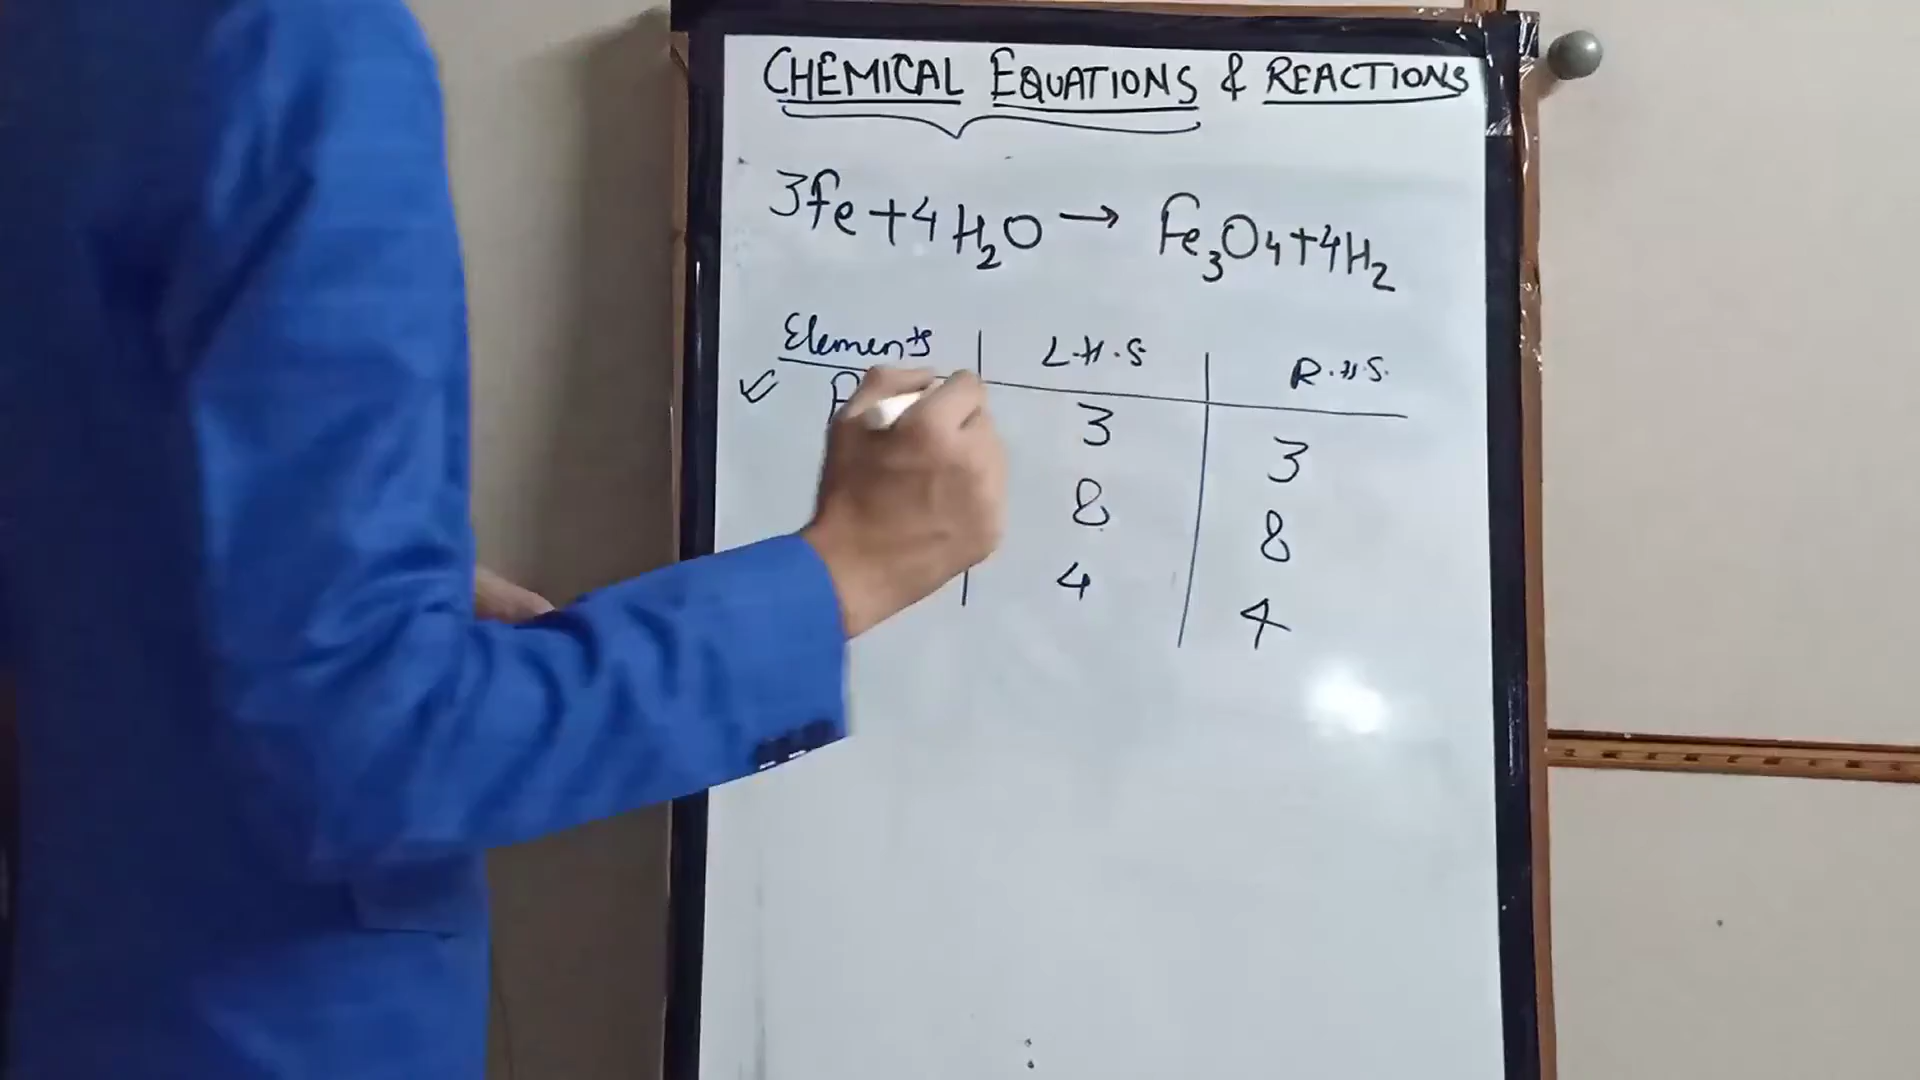 CHEMICAL EQUATIONS & REACTIONS
3Fe + 4H₂O → Fe₃O₄ + 4H₂
Elements L.H.S R.H.S.
3 3
8 8
4 4